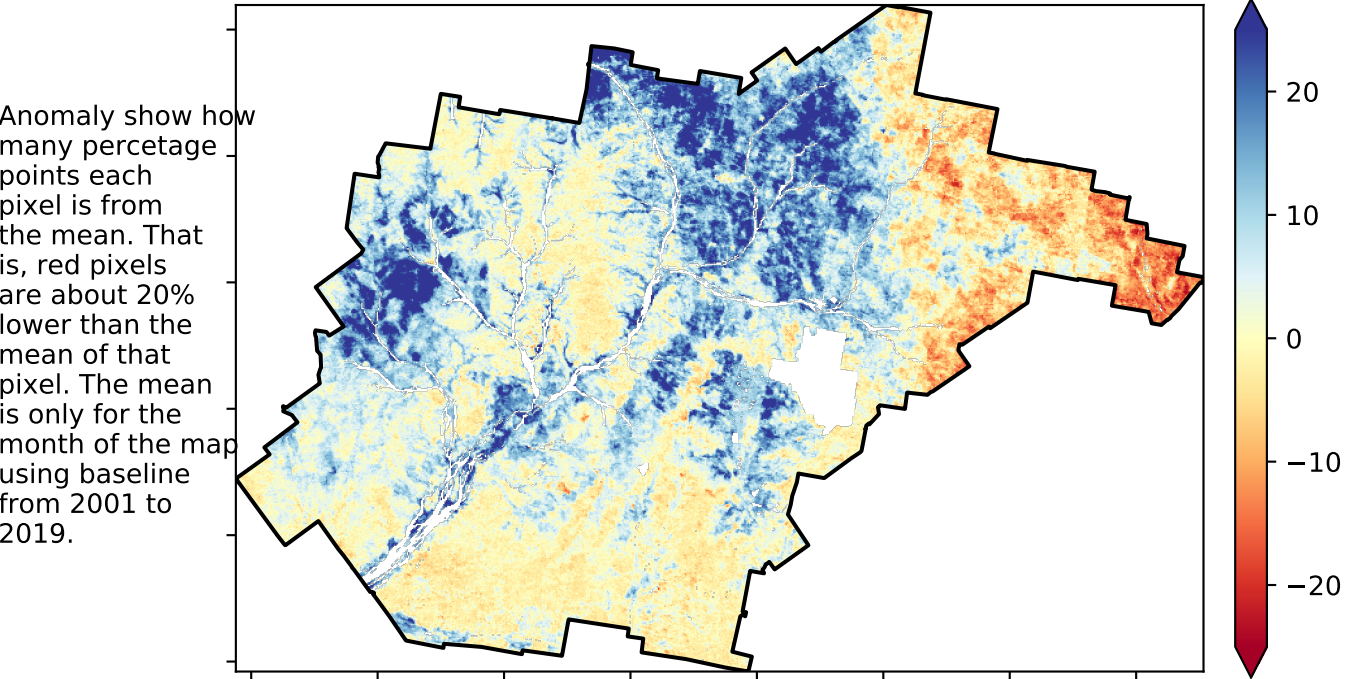 Anomaly show how
many percetage
points each
pixel is from
the mean. That
is, red pixels
are about 20%
lower than the
mean of that
pixel. The mean
is only for the
month of the map
using baseline
from 2001 to
2019.
20
10
0
−10
−20